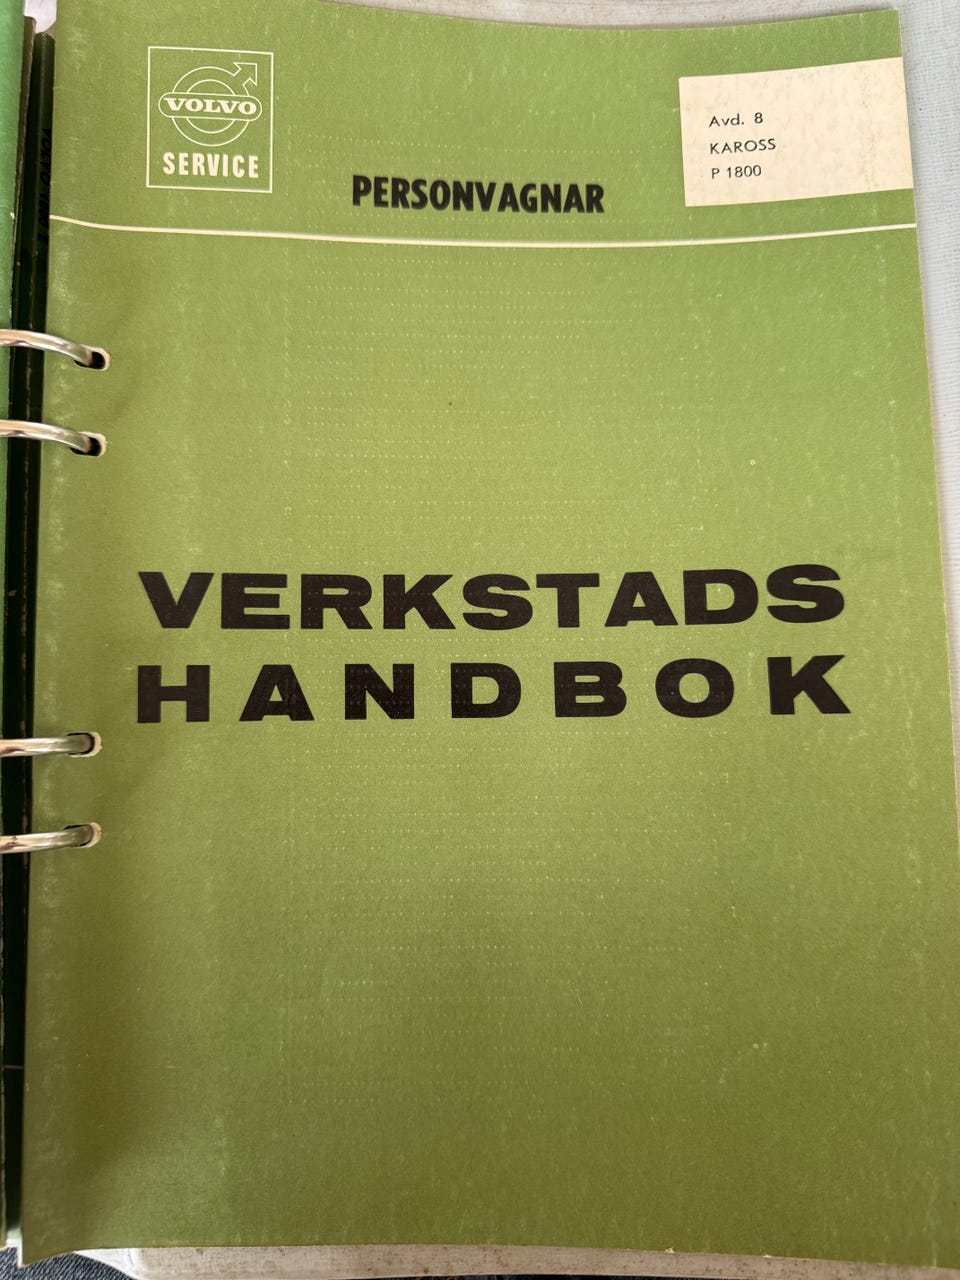 VOLVO
SERVICE
PERSONVAGNAR
Avd. 8
KAROSS
P 1800
VERKSTADS
HANDBOK